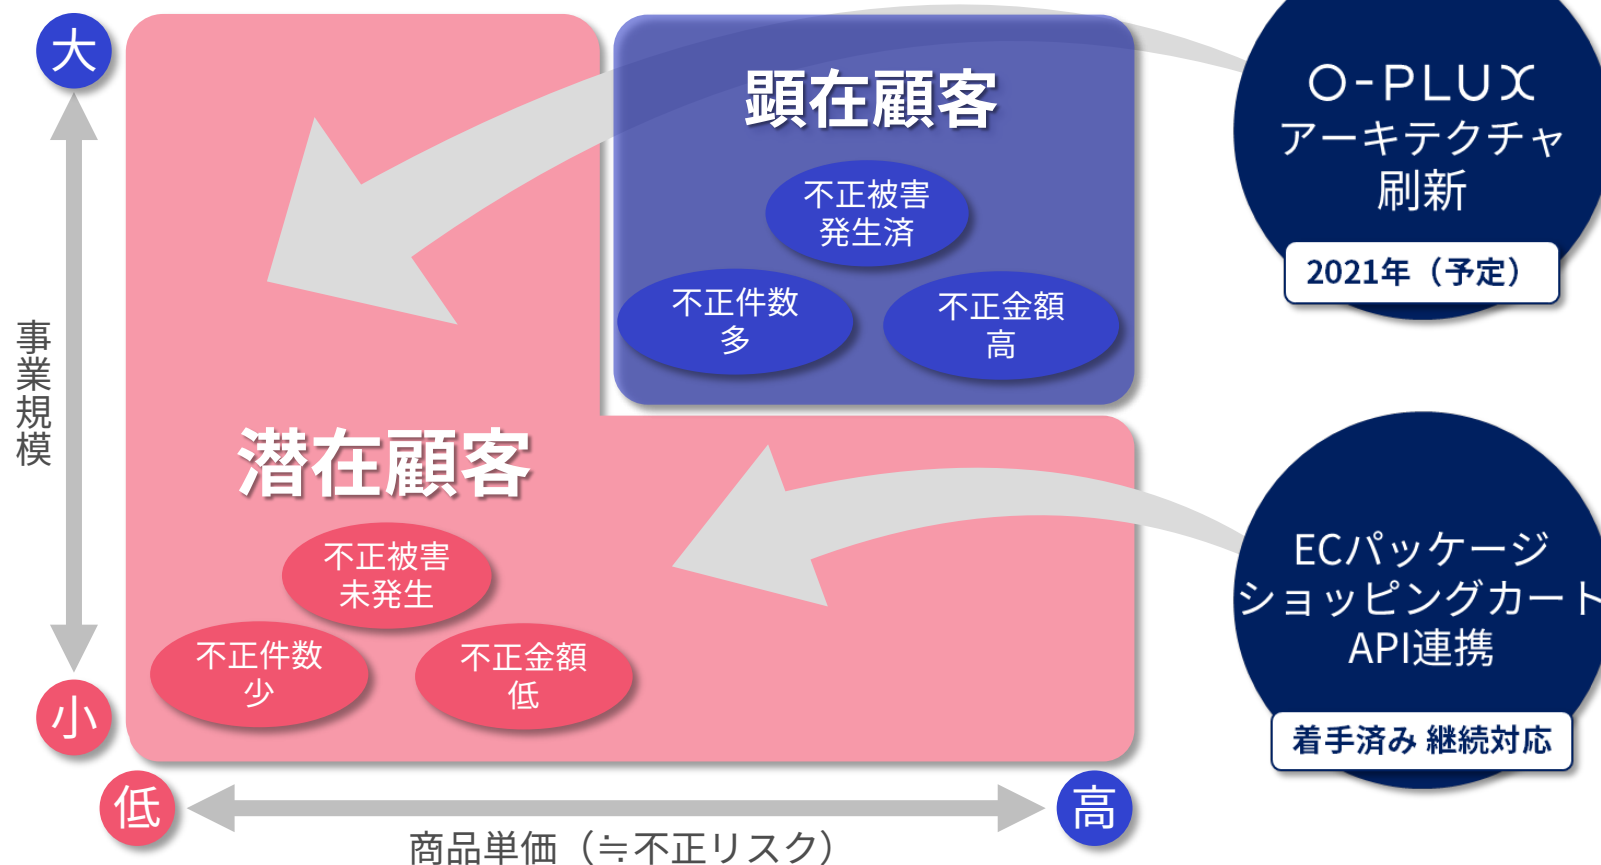 大
事業規模
小
顕在顧客
不正被害
発生済
不正件数
多
不正金額
高
潜在顧客
不正被害
未発生
不正件数
少
不正金額
低
低
商品単価（≒不正リスク）
高
O-PLUX
アーキテクチャ
刷新
2021年（予定）
ECパッケージ
ショッピングカート
API連携
着手済み 継続対応